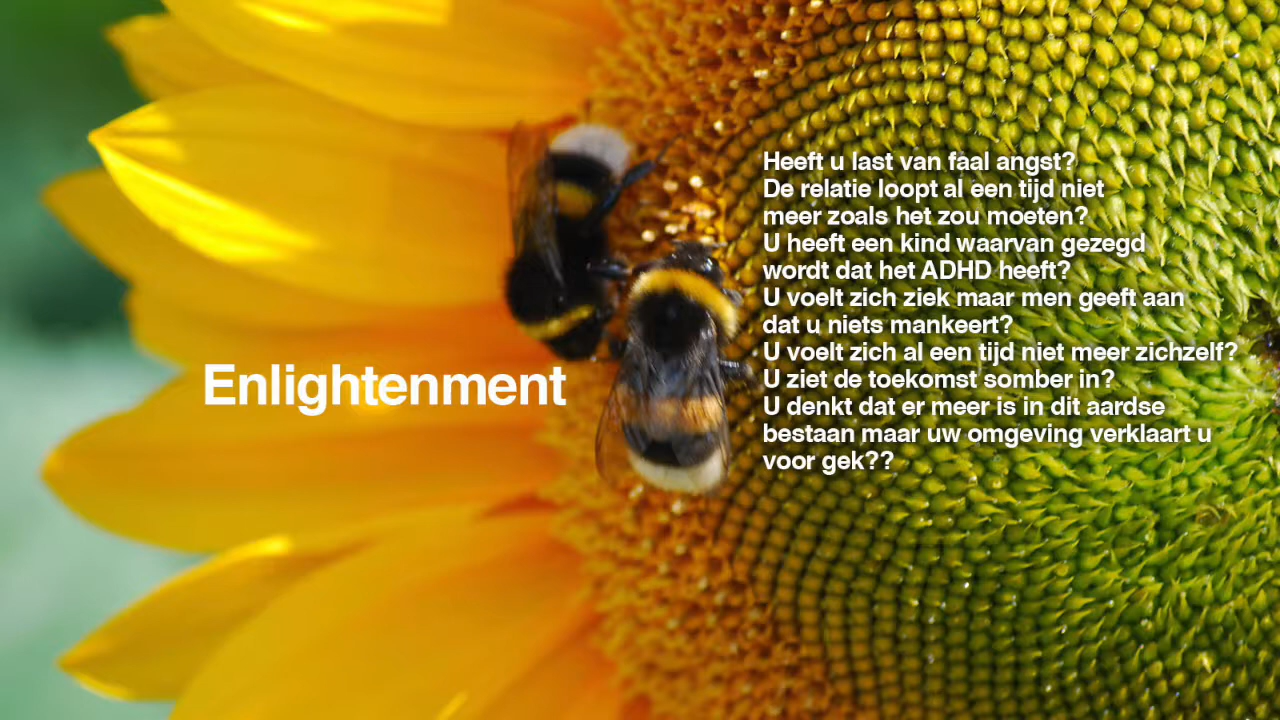 Enlightenment
Heeft u last van faal angst?
De relatie loopt al een tijd niet
meer zoals het zou moeten?
U heeft een kind waarvan gezegd
wordt dat het ADHD heeft?
U voelt zich ziek maar men geeft aan
dat u niets mankeert?
U voelt zich al een tijd niet meer zichzelf?
U ziet de toekomst somber in?
U denkt dat er meer is in dit aardse
bestaan maar uw omgeving verklaart u
voor gek??